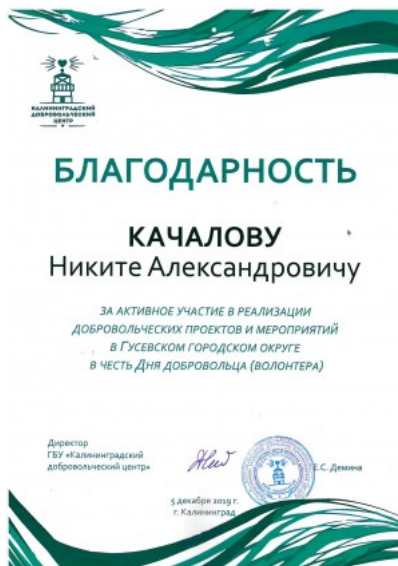 КАЛИНИНГРАДСКИЙ
ДОБРОВОЛЬЧЕСКИЙ
ЦЕНТР
БЛАГОДАРНОСТЬ
КАЧАЛОВУ
Никите Александровичу
ЗА АКТИВНОЕ УЧАСТИЕ В РЕАЛИЗАЦИИ
ДОБРОВОЛЬЧЕСКИХ ПРОЕКТОВ И МЕРОПРИЯТИЙ
В ГУСЕВСКОМ ГОРОДСКОМ ОКРУГЕ
В ЧЕСТЬ ДНЯ ДОБРОВОЛЬЦА (ВОЛОНТЕРА)
Директор
ГБУ «Калининградский
добровольческий центр»
Е.С. Демина
5 декабря 2019 г.
г. Калининград